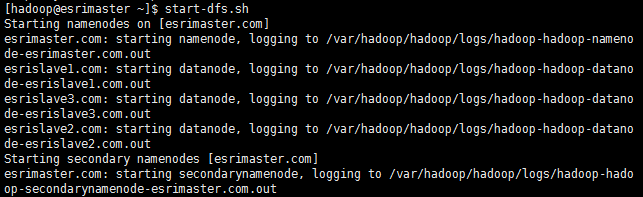 [hadoop@esrimaster ~]$ start-dfs.sh
Starting namenodes on [esrimaster.com]
esrimaster.com: starting namenode, logging to /var/hadoop/hadoop/logs/hadoop-hadoop-nameno
de-esrimaster.com.out
esrislave1.com: starting datanode, logging to /var/hadoop/hadoop/logs/hadoop-hadoop-datano
de-esrislave1.com.out
esrislave3.com: starting datanode, logging to /var/hadoop/hadoop/logs/hadoop-hadoop-datano
de-esrislave3.com.out
esrislave2.com: starting datanode, logging to /var/hadoop/hadoop/logs/hadoop-hadoop-datano
de-esrislave2.com.out
Starting secondary namenodes [esrimaster.com]
esrimaster.com: starting secondarynamenode, logging to /var/hadoop/hadoop/logs/hadoop-hado
op-secondarynamenode-esrimaster.com.out